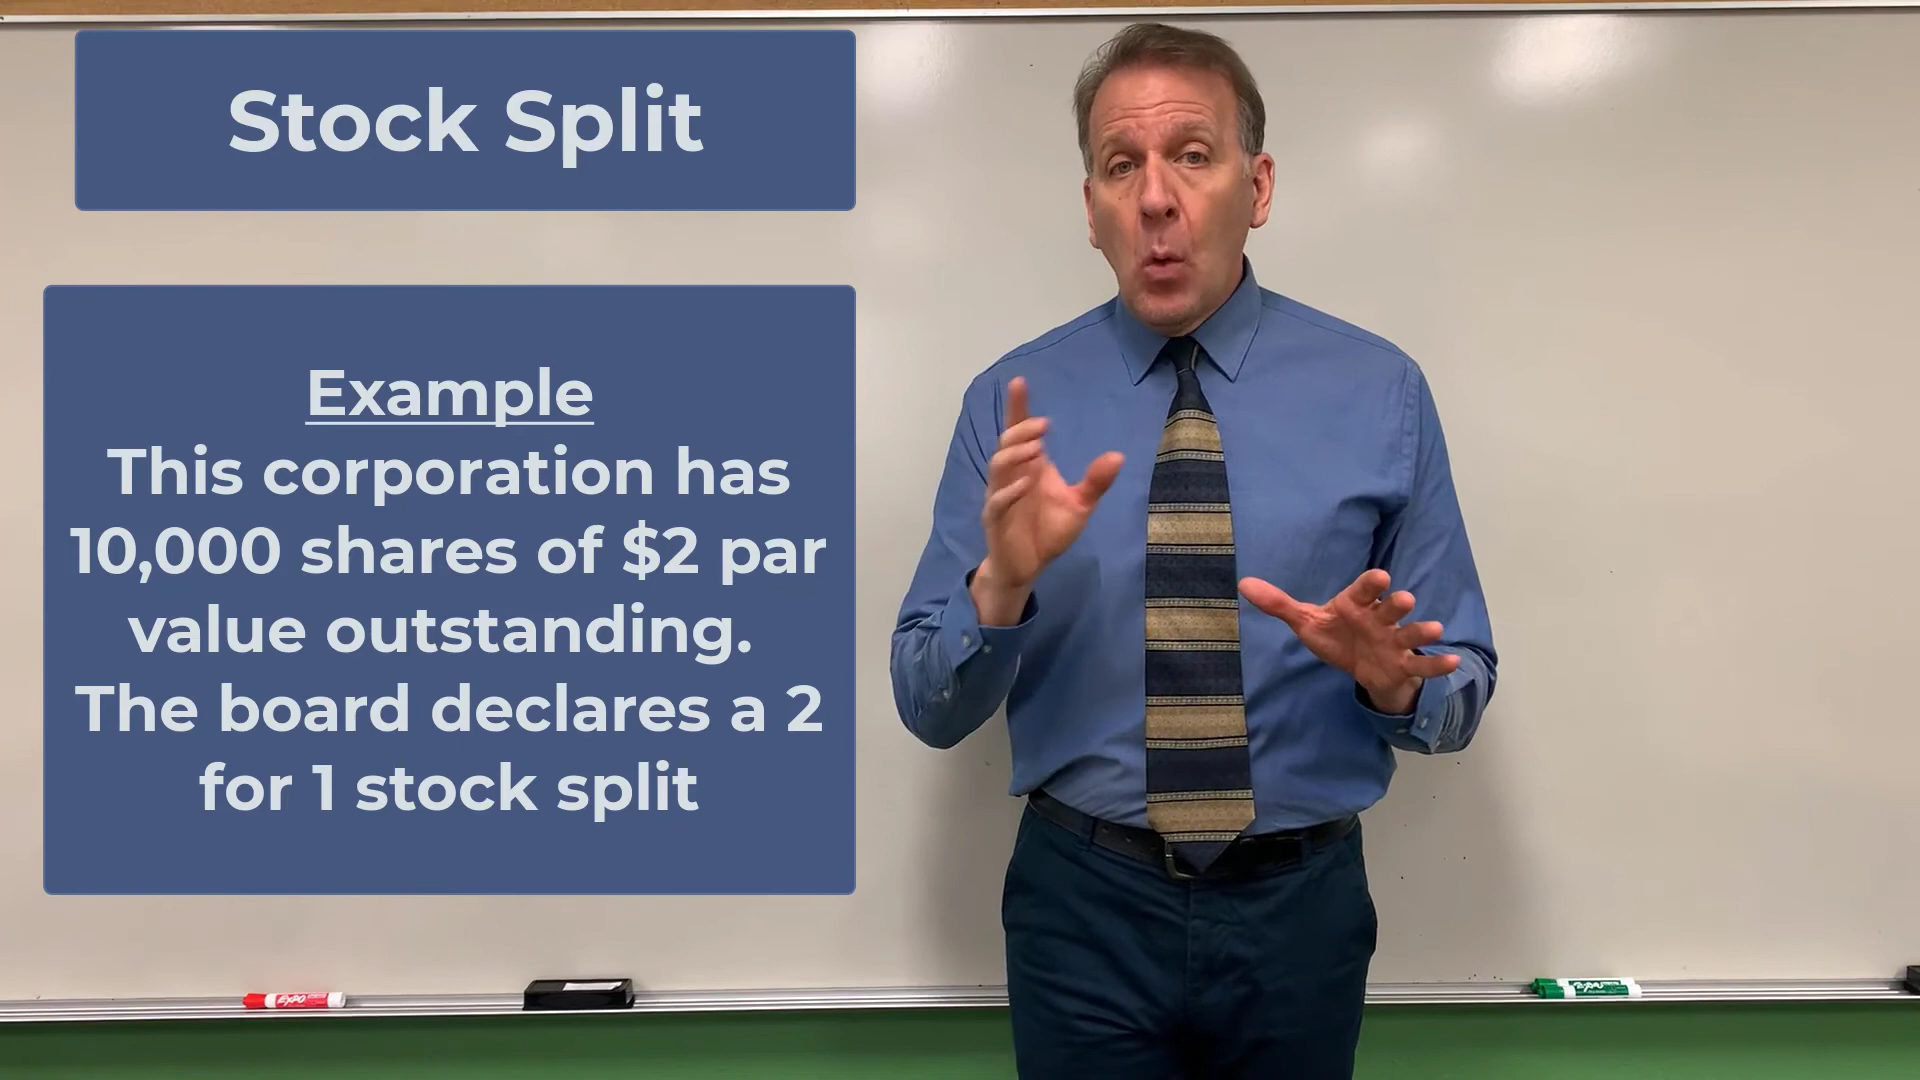 Stock Split
Example
This corporation has
10,000 shares of $2 par
value outstanding.
The board declares a 2
for 1 stock split
EXPO
EXPO